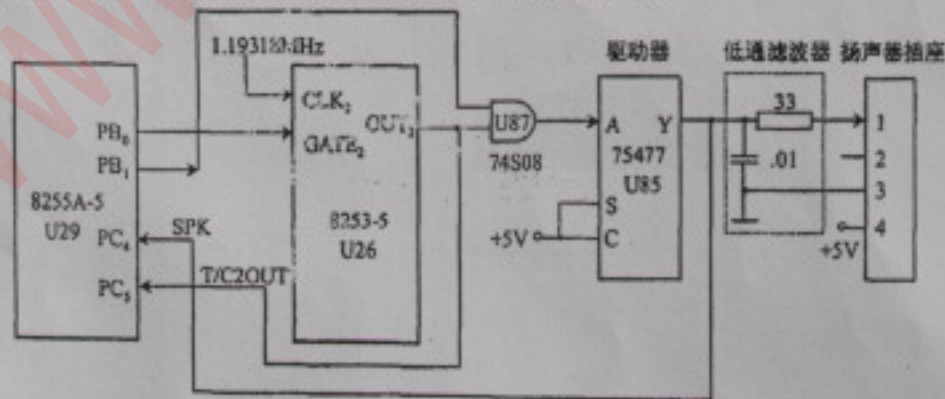 1.19318MHz
驱动器
低通滤波器
扬声器插座
CLK₂
OUT₂
GATE₂
8253-5
U26
PB₀
PB₁
8255A-5
U29
PC₄
PC₅
SPK
T/C2OUT
U87
74S08
A
Y
75477
U85
S
C
+5V
33
.01
1
2
3
4
+5V